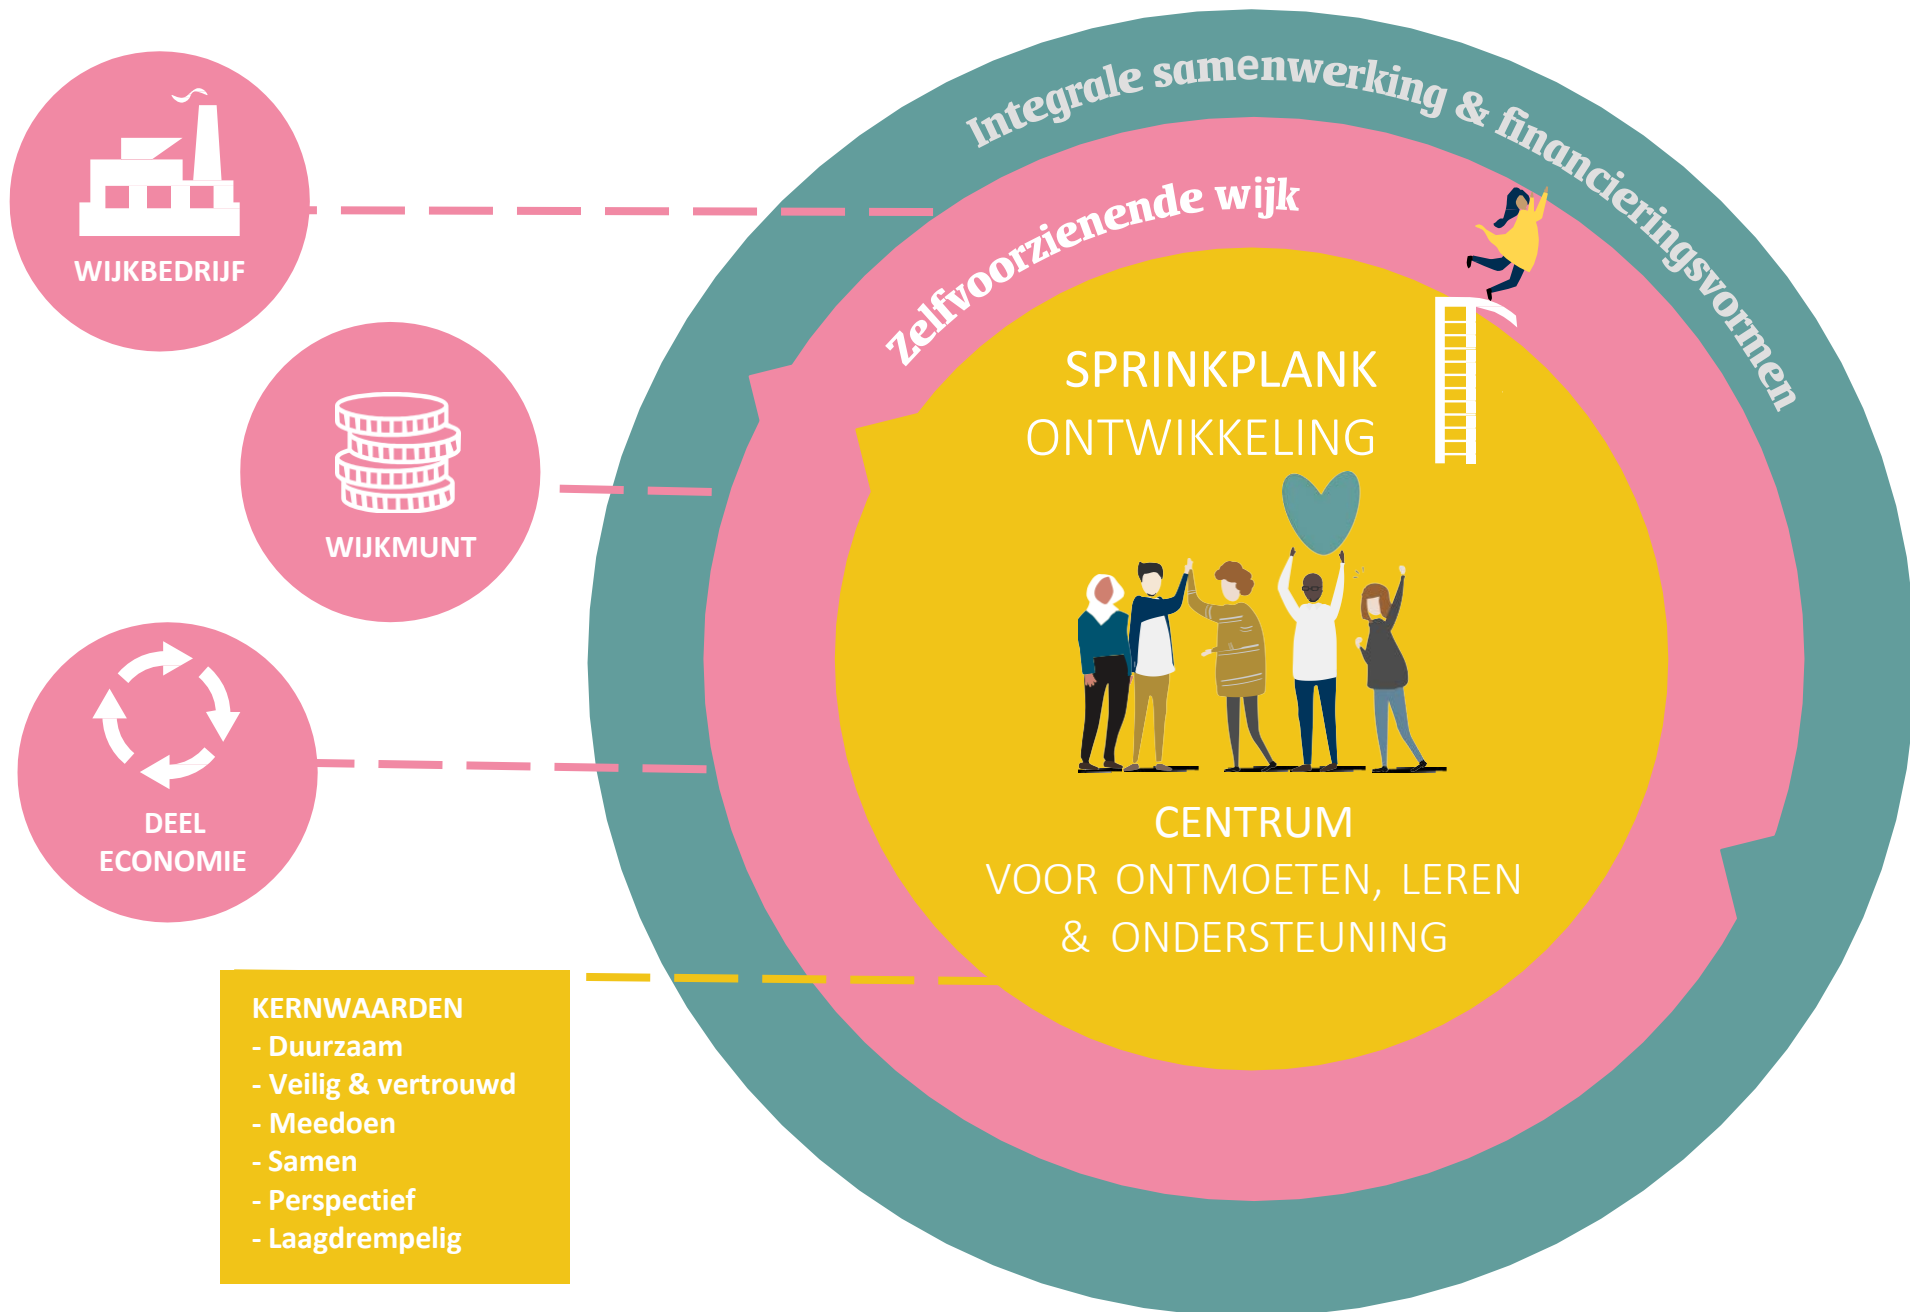 Integrale samenwerking & financieringsvormen
Zelfvoorzienende wijk
WIJKBEDRIJF
WIJKMUNT
DEEL
ECONOMIE
SPRINKPLANK
ONTWIKKELING
CENTRUM
VOOR ONTMOETEN, LEREN
& ONDERSTEUNING
KERNWAARDEN
- Duurzaam
- Veilig & vertrouwd
- Meedoen
- Samen
- Perspectief
- Laagdrempelig